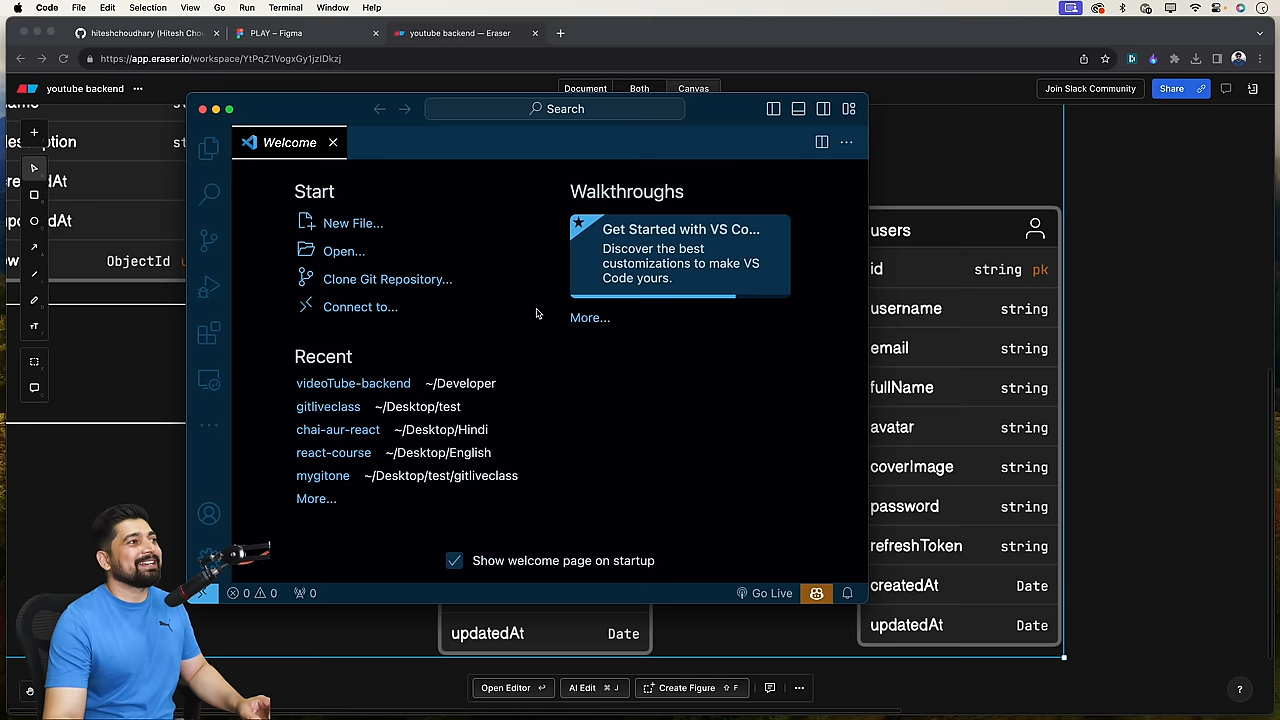 Code File Edit Selection View Go Run Terminal Window Help
hiteshchoudhary (Hitesh Cho
PLAY – Figma
youtube backend — Eraser
https://app.eraser.io/workspace/YtPqZ1VogxGy1jzIDkzj
youtube backend
Document Both Canvas
Join Slack Community
Share
Search
Welcome
Start
New File...
Open...
Clone Git Repository...
Connect to...
Recent
videoTube-backend ~/Developer
gitliveclass ~/Desktop/test
chai-aur-react ~/Desktop/Hindi
react-course ~/Desktop/English
mygitone ~/Desktop/test/gitliveclass
More...
Walkthroughs
Get Started with VS Co...
Discover the best
customizations to make VS
Code yours.
More...
Show welcome page on startup
0 0 0
Go Live
ObjectId
users
id string pk
username string
email string
fullName string
avatar string
coverImage string
password string
refreshToken string
createdAt Date
updatedAt Date
updatedAt Date
Open Editor
AI Edit ⌘ J
Create Figure ⇧ F
?